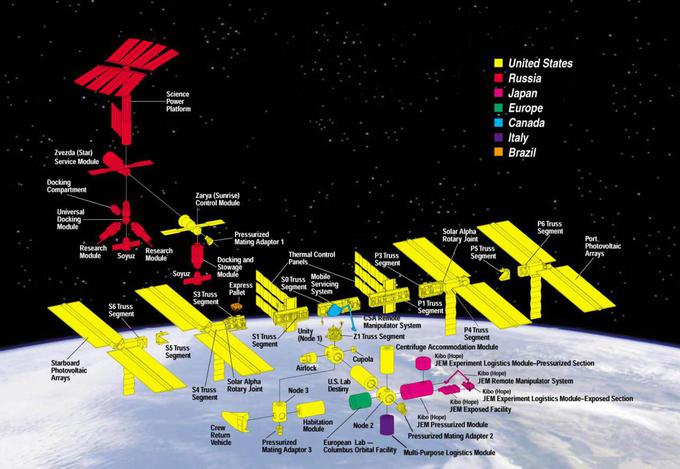 United States
Russia
Japan
Europe
Canada
Italy
Brazil
Science
Power
Platform
Zvezda (Star)
Service Module
Docking
Compartment
Universal
Docking
Module
Research
Module
Soyuz
Research
Module
Zarya (Sunrise)
Control Module
Pressurized
Mating Adaptor 1
Docking and
Stowage
Module
Soyuz
Express
Pallet
Thermal Control
Panels
S0 Truss
Segment
Mobile
Servicing
System
S3 Truss
Segment
S6 Truss
Segment
S5 Truss
Segment
Starboard
Photovoltaic
Arrays
S4 Truss
Segment
Solar Alpha
Rotary Joint
S1 Truss
Segment
Unity
(Node 1)
CSA Remote
Manipulator System
Z1 Truss Segment
P3 Truss
Segment
Solar Alpha
Rotary Joint
P5 Truss
Segment
P6 Truss
Segment
Port
Photovoltaic
Arrays
P1 Truss
Segment
P4 Truss
Segment
Centrifuge Accommodation Module
Kibo (Hope)
JEM Experiment Logistics Module–Pressurized Section
Kibo (Hope)
JEM Remote Manipulator System
Kibo (Hope)
JEM Experiment Logistics Module–Exposed Section
Kibo (Hope)
JEM Exposed Facility
Kibo (Hope)
JEM Pressurized Module
Pressurized Mating Adaptor 2
Multi-Purpose Logistics Module
Cupola
Airlock
U.S. Lab
Destiny
Node 3
Node 2
Habitation
Module
Crew
Return
Vehicle
Pressurized
Mating Adaptor 3
European Lab —
Columbus Orbital Facility